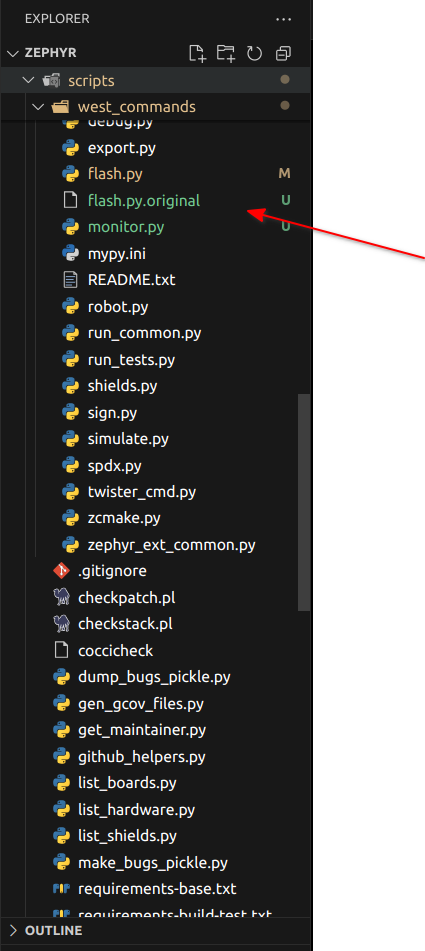 EXPLORER
ZEPHYR
scripts
west_commands
debug.py
export.py
flash.py M
flash.py.original U
monitor.py U
mypy.ini
README.txt
robot.py
run_common.py
run_tests.py
shields.py
sign.py
simulate.py
spdx.py
twister_cmd.py
zcmake.py
zephyr_ext_common.py
.gitignore
checkpatch.pl
checkstack.pl
coccicheck
dump_bugs_pickle.py
gen_gcov_files.py
get_maintainer.py
github_helpers.py
list_boards.py
list_hardware.py
list_shields.py
make_bugs_pickle.py
requirements-base.txt
requirements-build-test.txt
OUTLINE